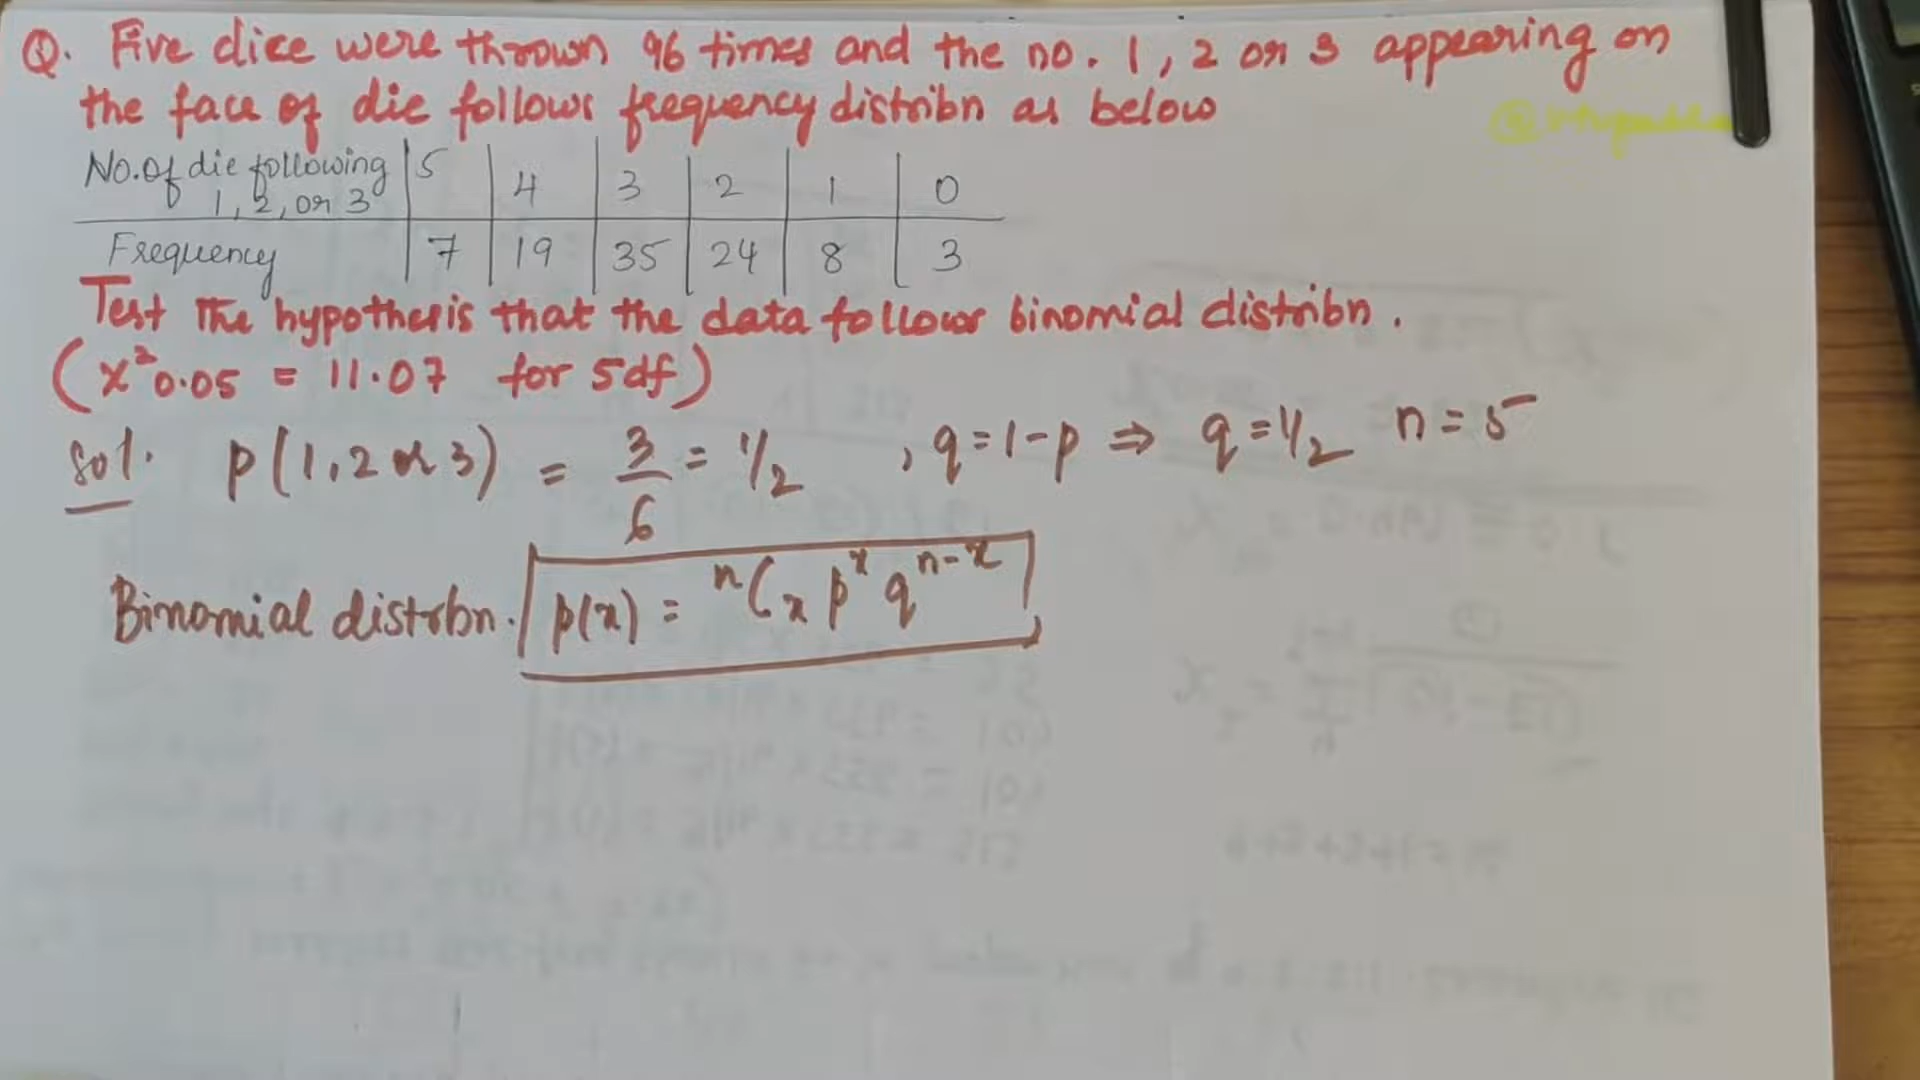 Q. Five dice were thrown 96 times and the no. 1, 2 or 3 appearing on
the face of die follows frequency distribn as below
No. of die following 1, 2, or 3 | 5 | 4 | 3 | 2 | 1 | 0
Frequency | 7 | 19 | 35 | 24 | 8 | 3
Test the hypothesis that the data follows binomial distribn.
(x²0.05 = 11.07 for 5df)
Sol. p(1,2 or 3) = 3/6 = 1/2 , q = 1-p ⇒ q = 1/2 n = 5
Binomial distrbn. p(x) = ⁿCₓ pˣ qⁿ⁻ˣ